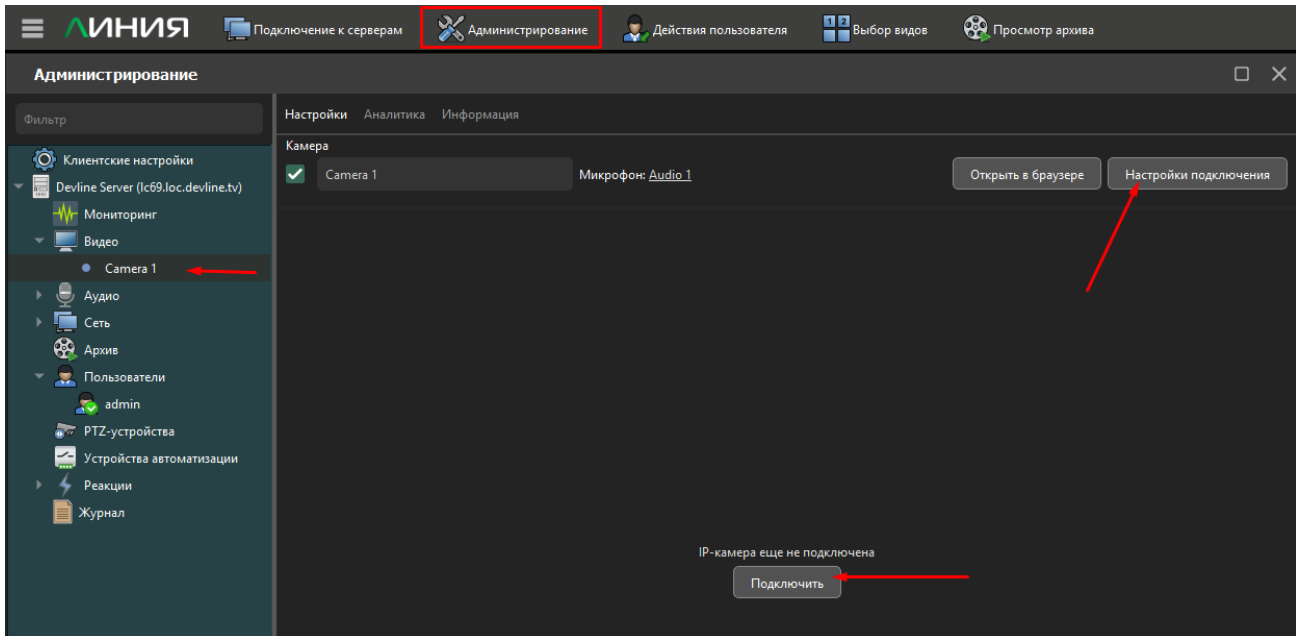 ЛИНИЯ Подключение к серверам Администрирование Действия пользователя 1 2 Выбор видов Просмотр архива
Администрирование
Фильтр
Настройки Аналитика Информация
Камера
Клиентские настройки
Camera 1 Микрофон: Audio 1 Открыть в браузере Настройки подключения
Devline Server (lc69.loc.devline.tv)
Мониторинг
Видео
Camera 1
Аудио
Сеть
Архив
Пользователи
admin
PTZ-устройства
Устройства автоматизации
Реакции
Журнал
IP-камера еще не подключена
Подключить